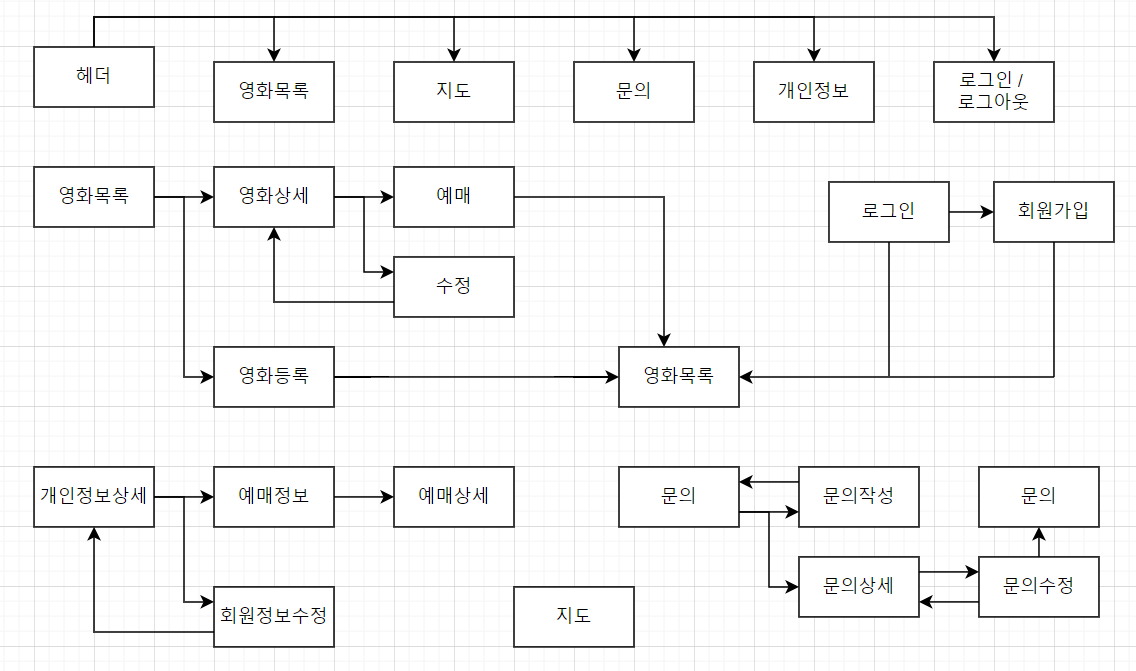 헤더
영화목록
지도
문의
개인정보
로그인 /
로그아웃
영화목록
영화상세
예매
로그인
회원가입
수정
영화등록
영화목록
개인정보상세
예매정보
예매상세
문의
문의작성
문의
문의상세
문의수정
회원정보수정
지도